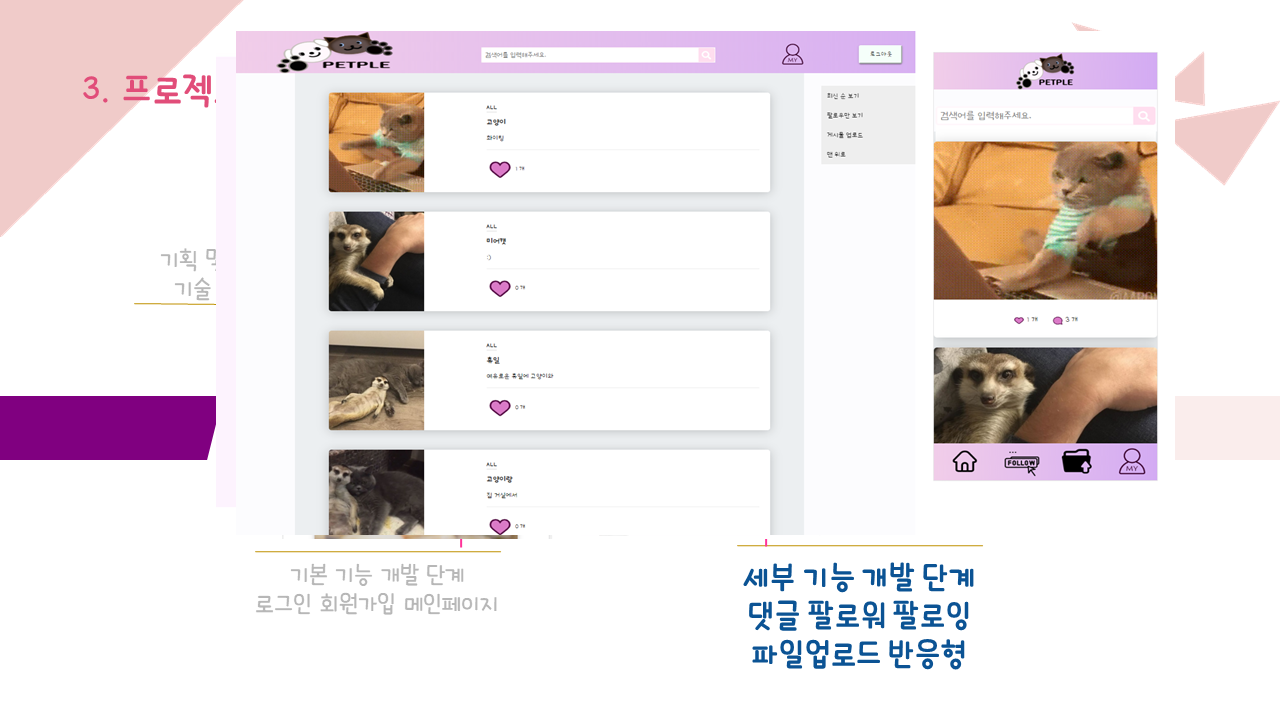 3. 프로젝
기획 및
기술
PETPLE
검색어를 입력해주세요.
MY
로그아웃
최신 순 보기
팔로우만 보기
게시물 업로드
맨 위로
ALL
고양이
화이팅
1 개
ALL
미어캣
:)
0 개
ALL
휴일
여유로운 휴일에 고양이와
0 개
ALL
고양이랑
집 거실에서
0 개
PETPLE
검색어를 입력해주세요.
1 개
3 개
FOLLOW
MY
기본 기능 개발 단계
로그인 회원가입 메인페이지
세부 기능 개발 단계
댓글 팔로워 팔로잉
파일업로드 반응형